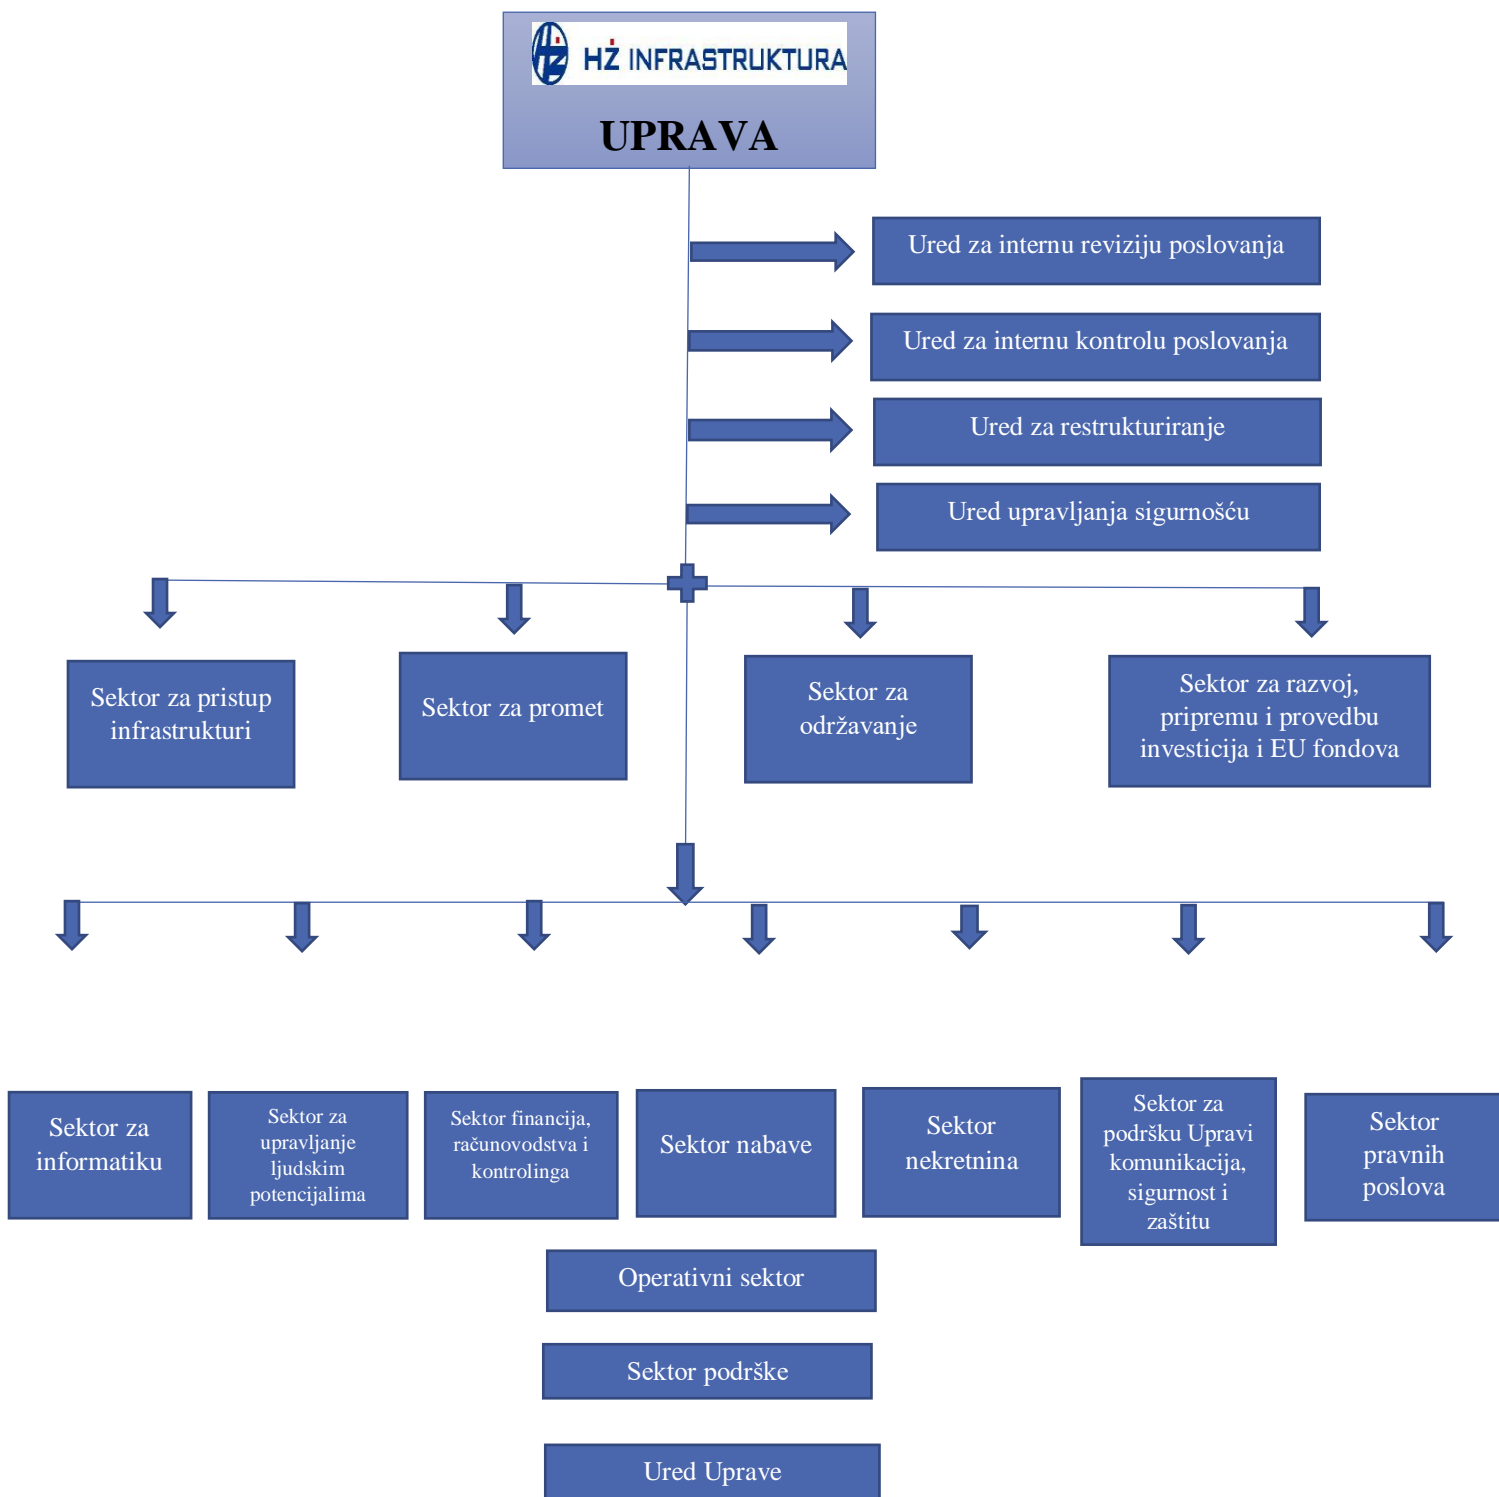 HŽ INFRASTRUKTURA
UPRAVA
Ured za internu reviziju poslovanja
Ured za internu kontrolu poslovanja
Ured za restrukturiranje
Ured upravljanja sigurnošću
Sektor za pristup
infrastrukturi
Sektor za promet
Sektor za
održavanje
Sektor za razvoj,
pripremu i provedbu
investicija i EU fondova
Sektor za
informatiku
Sektor za
upravljanje
ljudskim
potencijalima
Sektor financija,
računovodstva i
kontrolinga
Sektor nabave
Sektor
nekretnina
Sektor za
podršku Upravi
komunikacija,
sigurnost i
zaštitu
Sektor
pravnih
poslova
Operativni sektor
Sektor podrške
Ured Uprave